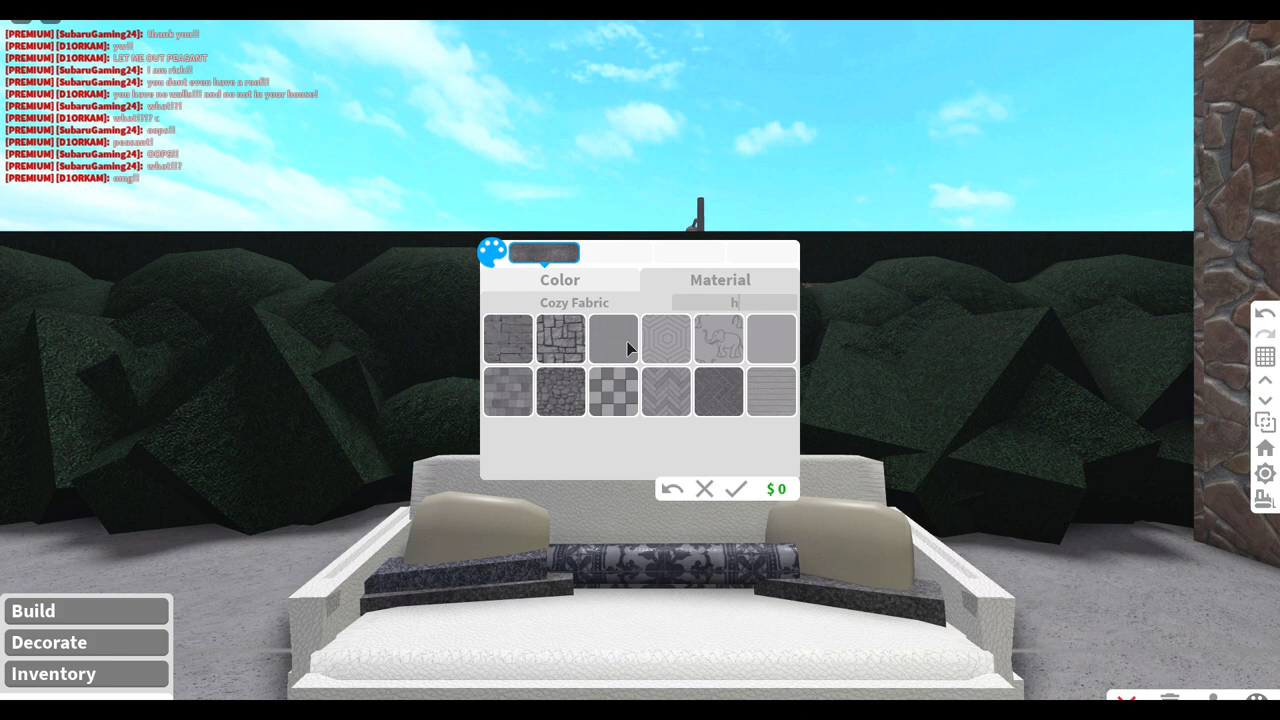 [PREMIUM] [SubaruGaming24]: thank you!!
[PREMIUM] [D1ORKAM]: yw!!
[PREMIUM] [D1ORKAM]: LET ME OUT PEASANT
[PREMIUM] [SubaruGaming24]: I am rich!!
[PREMIUM] [SubaruGaming24]: you dont even have a roof!!
[PREMIUM] [D1ORKAM]: you have no walls!!! and no not in your house!
[PREMIUM] [SubaruGaming24]: what!?!
[PREMIUM] [D1ORKAM]: what!?!? c
[PREMIUM] [SubaruGaming24]: oops!!
[PREMIUM] [D1ORKAM]: peasant!
[PREMIUM] [SubaruGaming24]: OOPS!!
[PREMIUM] [SubaruGaming24]: what!!?
[PREMIUM] [D1ORKAM]: omg!!
Color
Material
Cozy Fabric
h
$ 0
Build
Decorate
Inventory